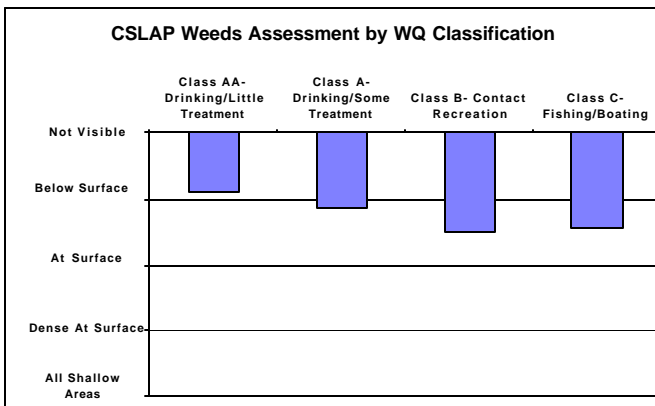 CSLAP Weeds Assessment by WQ Classification
Class AA-
Drinking/Little
Treatment
Class A-
Drinking/Some
Treatment
Class B- Contact
Recreation
Class C-
Fishing/Boating
Not Visible
Below Surface
At Surface
Dense At Surface
All Shallow
Areas